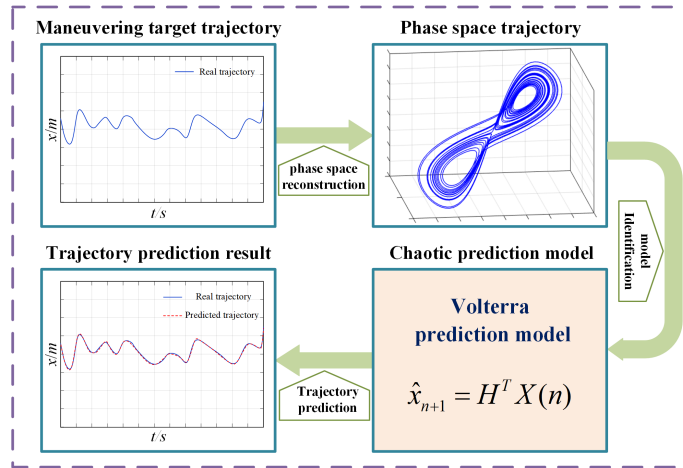 Maneuvering target trajectory
Real trajectory
x/m
t/s
phase space
reconstruction
Phase space trajectory
model
Identification
Chaotic prediction model
Volterra
prediction model
x̂ₙ₊₁ = Hᵀ X(n)
Trajectory
prediction
Trajectory prediction result
Real trajectory
Predicted trajectory
x/m
t/s